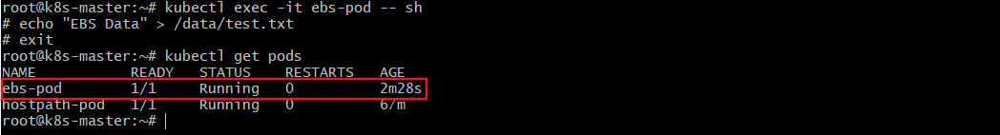 root@k8s-master:~# kubectl exec -it ebs-pod -- sh
# echo "EBS Data" > /data/test.txt
# exit
root@k8s-master:~# kubectl get pods
NAME READY STATUS RESTARTS AGE
ebs-pod 1/1 Running 0 2m28s
hostpath-pod 1/1 Running 0 67m
root@k8s-master:~#